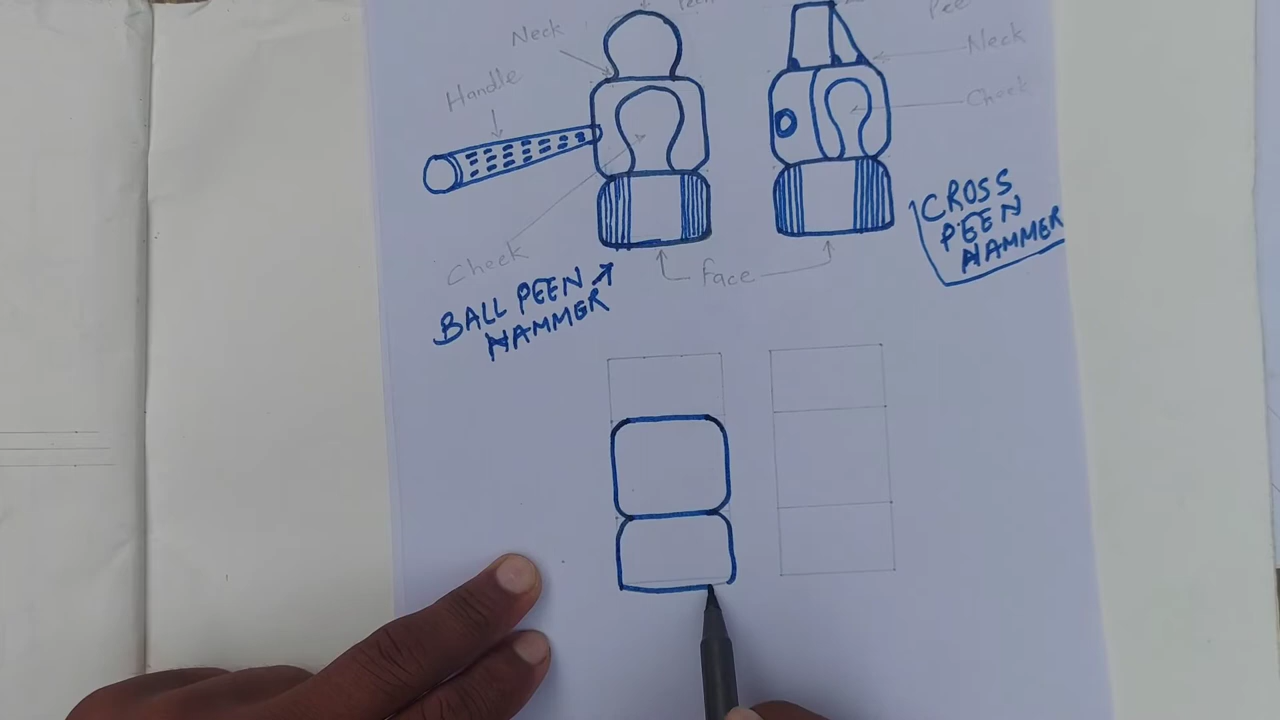 Neck
Handle
Neck
Cheek
CROSS
PEEN
HAMMER
Cheek
face
BALL PEEN
HAMMER